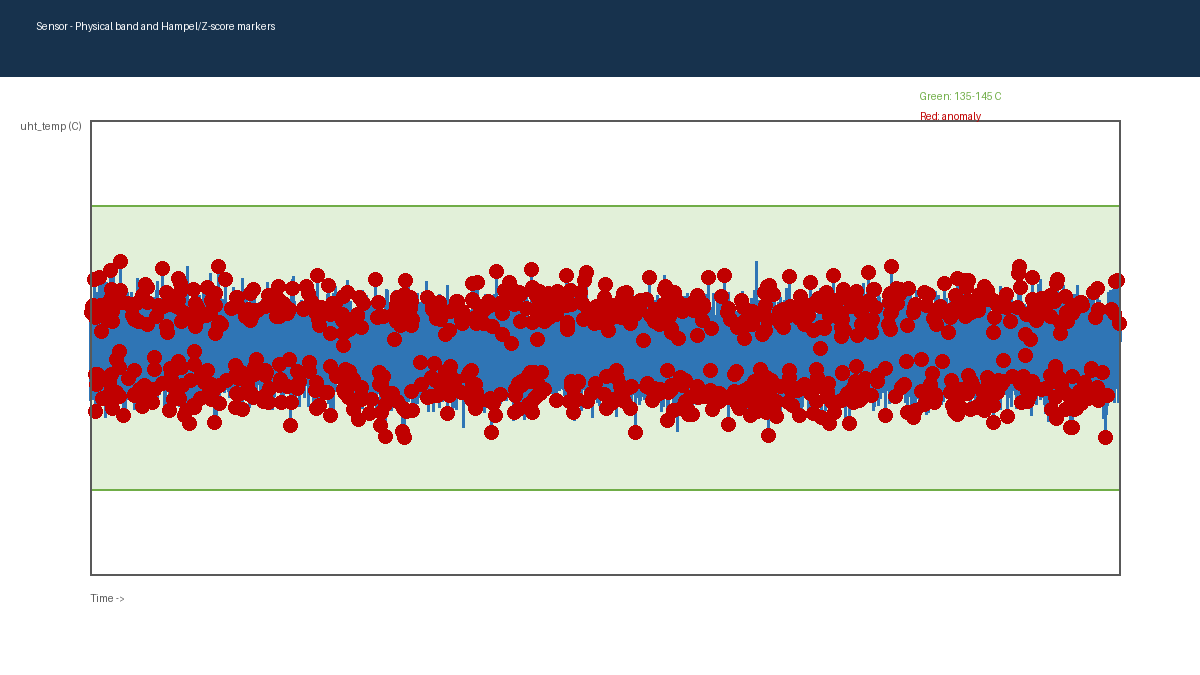 Sensor - Physical band and Hampel/Z-score markers
Green: 135-145 C
Red: anomaly
uht_temp (C)
Time ->